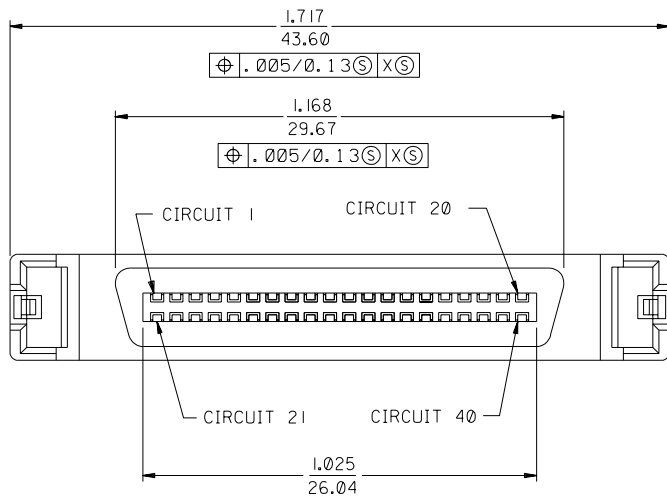 1.717
43.60
⌖ .005/0.13Ⓢ XⓈ
1.168
29.67
⌖ .005/0.13Ⓢ XⓈ
CIRCUIT 1
CIRCUIT 20
CIRCUIT 21
CIRCUIT 40
1.025
26.04